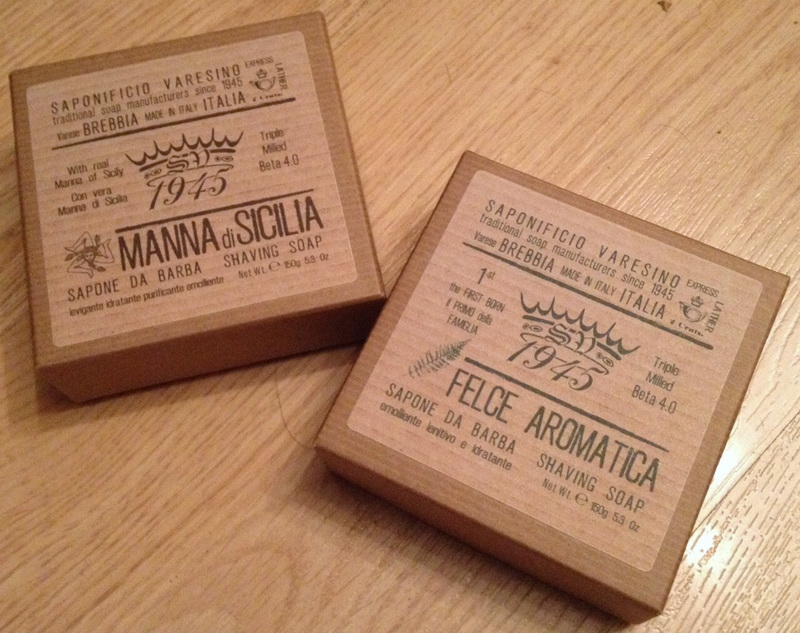 SAPONIFICIO VARESINO
traditional soap manufacturers since 1945
Varese BREBBIA MADE IN ITALY ITALIA
EXPRESS
LATHER
With real
Manna of Sicily
Con vera
Manna di Sicilia
SV
1945
Triple
Milled
Beta 4.0
MANNA di SICILIA
SAPONE DA BARBA SHAVING SOAP
levigante idratante purificante emolliente
Net Wt. ℮ 150g 5.3 Oz
SAPONIFICIO VARESINO
traditional soap manufacturers since 1945
Varese BREBBIA MADE IN ITALY ITALIA
EXPRESS
LATHER
1st
the FIRST BORN
il PRIMO della
FAMIGLIA
SV
1945
Triple
Milled
Beta 4.0
FELCE AROMATICA
SAPONE DA BARBA SHAVING SOAP
emolliente lenitivo e idratante
Net Wt. ℮ 150g 5.3 Oz